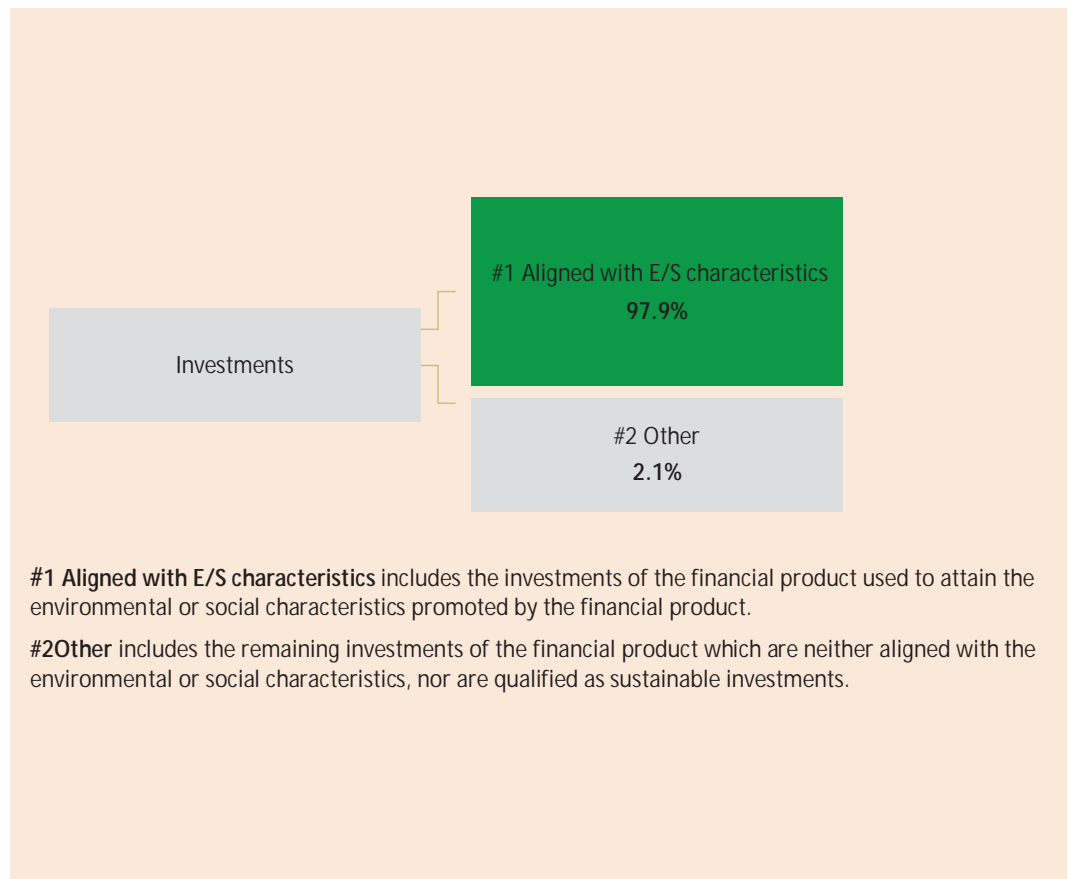 #1 Aligned with E/S characteristics
97.9%
Investments
#2 Other
2.1%
#1 Aligned with E/S characteristics includes the investments of the financial product used to attain the
environmental or social characteristics promoted by the financial product.
#2Other includes the remaining investments of the financial product which are neither aligned with the
environmental or social characteristics, nor are qualified as sustainable investments.